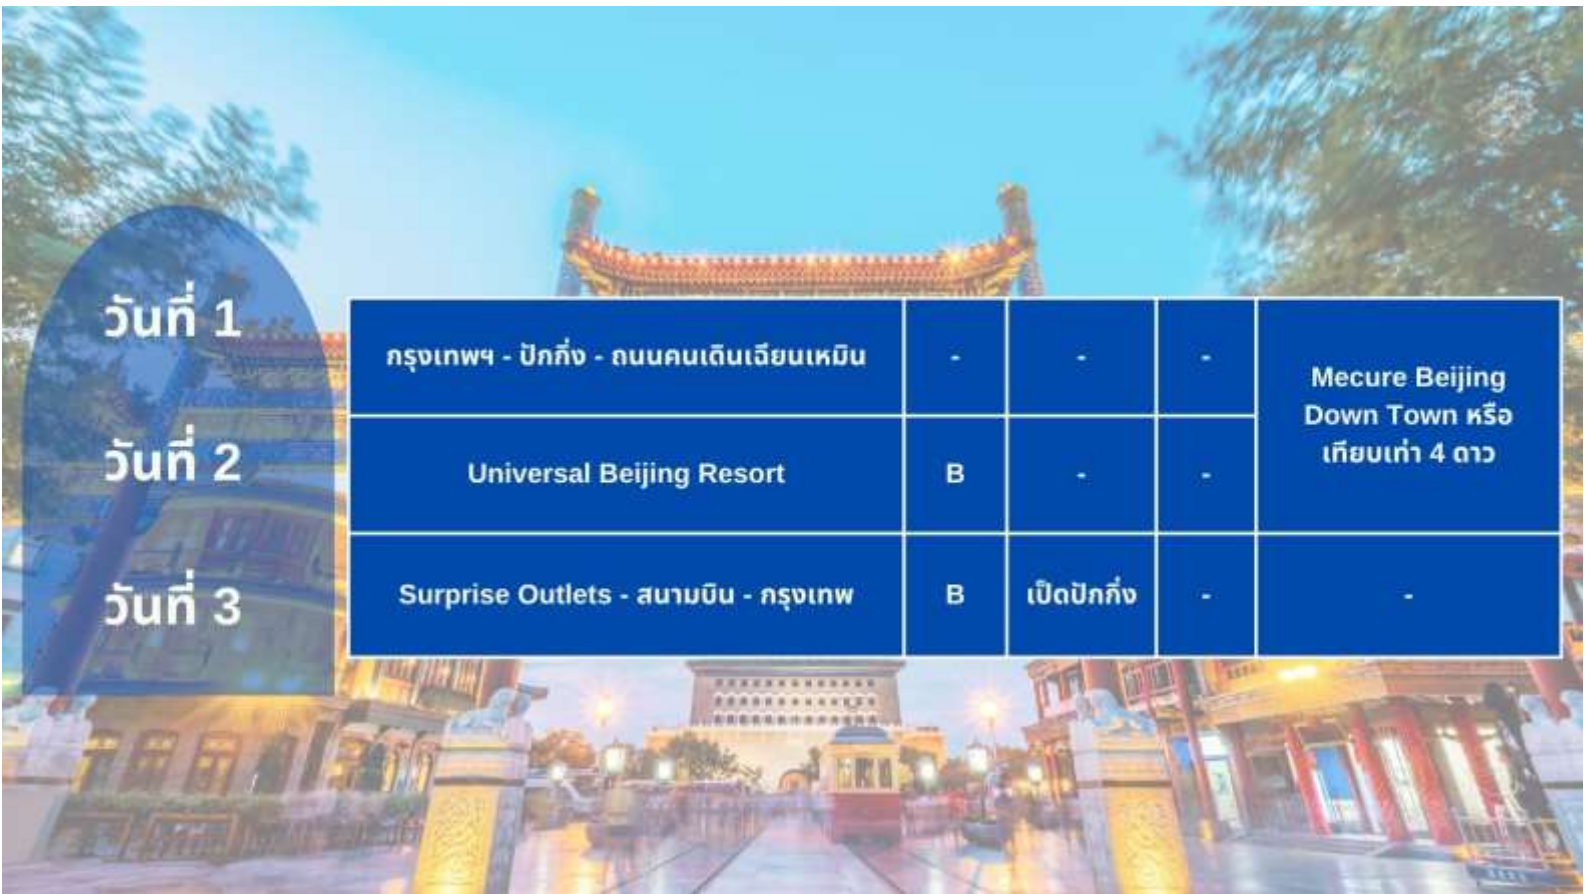 วันที่ 1
กรุงเทพฯ - ปักกิ่ง - ถนนคนเดินเฉียนเหมิน - - -
Mecure Beijing
Down Town หรือ
เทียบเท่า 4 ดาว
วันที่ 2
Universal Beijing Resort B - -
วันที่ 3
Surprise Outlets - สนามบิน - กรุงเทพ B เป็ดปักกิ่ง - -